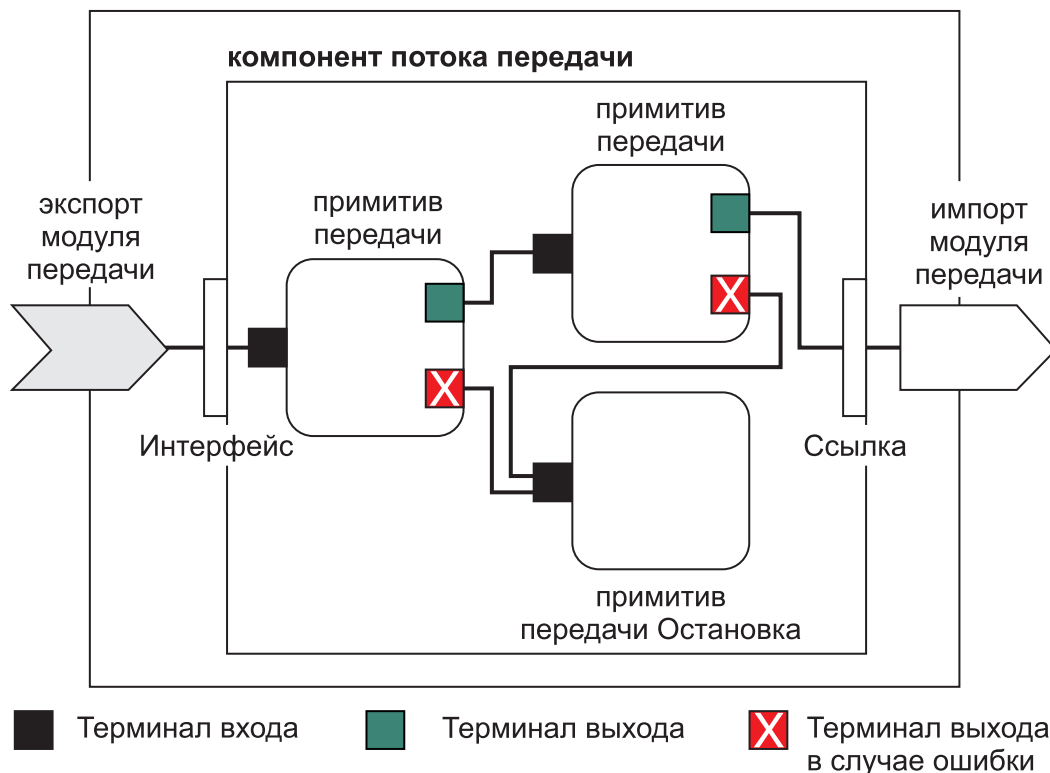 компонент потока передачи
примитив
передачи
экспорт
модуля
передачи
примитив
передачи
импорт
модуля
передачи
Интерфейс
Ссылка
примитив
передачи Остановка
Терминал входа
Терминал выхода
Терминал выхода
в случае ошибки